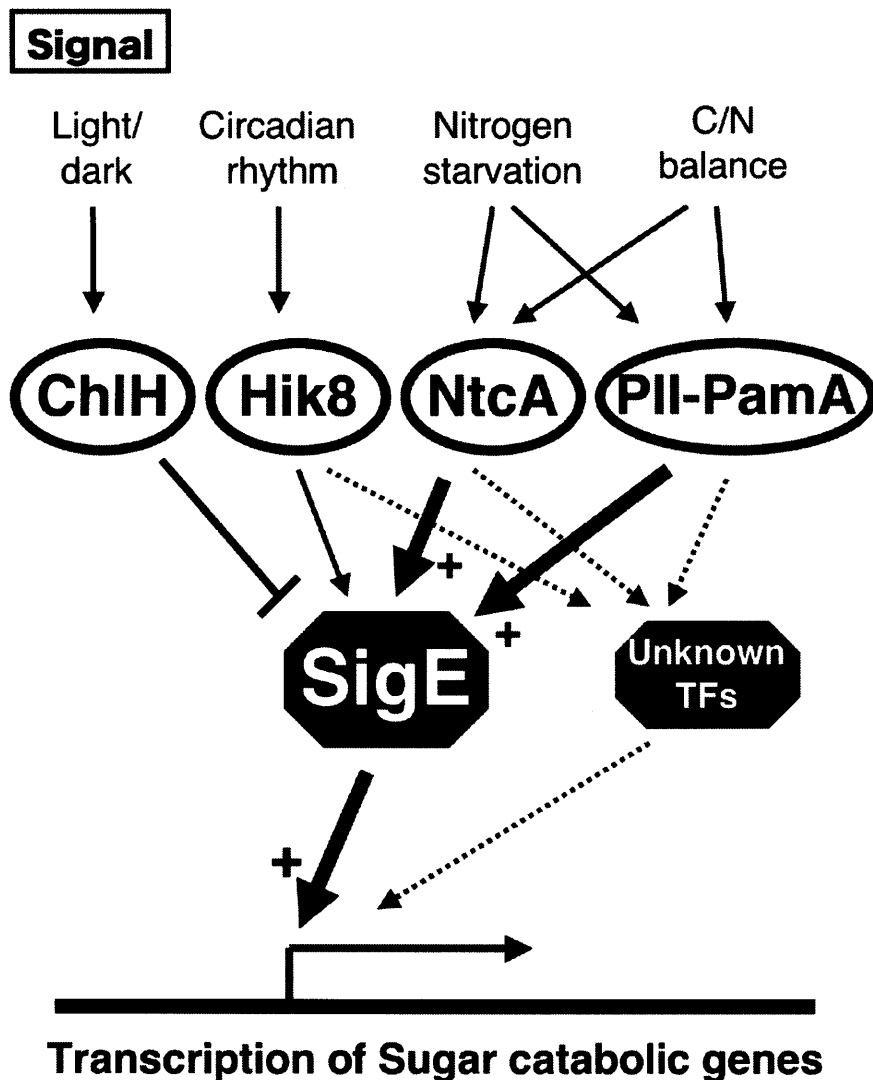 Signal
Light/
dark
Circadian
rhythm
Nitrogen
starvation
C/N
balance
ChlH
Hik8
NtcA
PII-PamA
+
+
SigE
Unknown
TFs
+
Transcription of Sugar catabolic genes